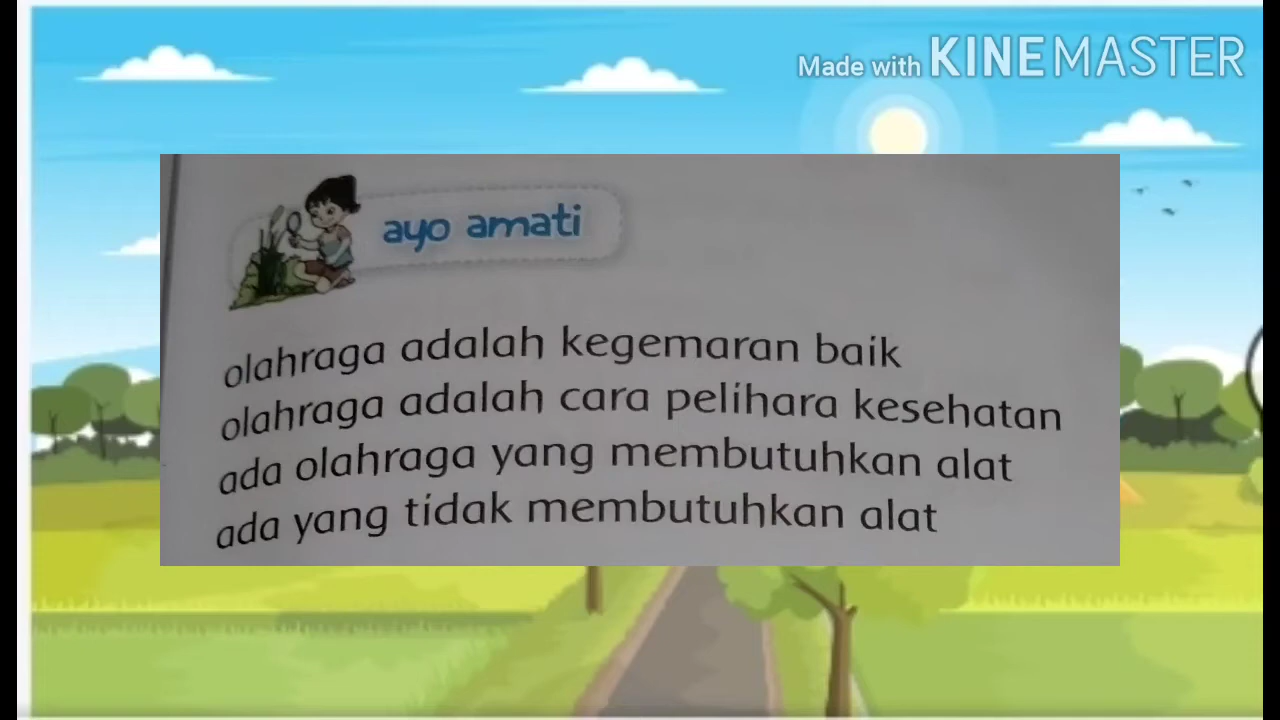 Made with KINEMASTER
ayo amati
olahraga adalah kegemaran baik
olahraga adalah cara pelihara kesehatan
ada olahraga yang membutuhkan alat
ada yang tidak membutuhkan alat